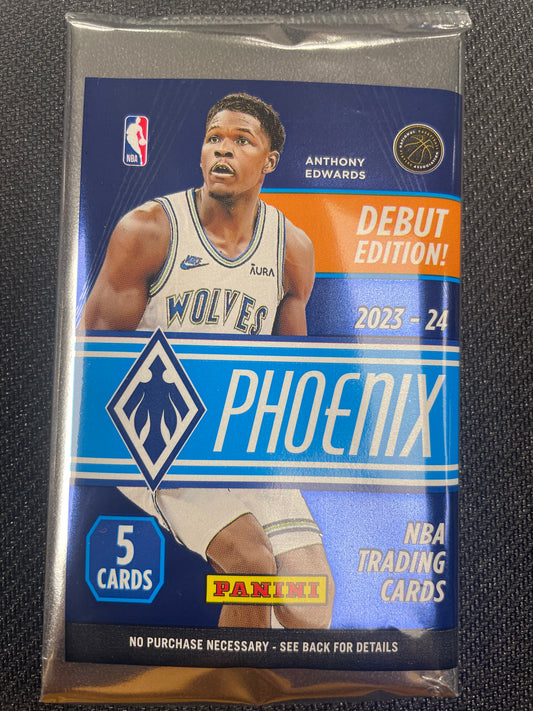 NBA
ANTHONY
EDWARDS
DEBUT
EDITION!
AURA
WOLVES
2023 - 24
PHOENIX
5
CARDS
PANINI
NBA
TRADING
CARDS
NO PURCHASE NECESSARY - SEE BACK FOR DETAILS